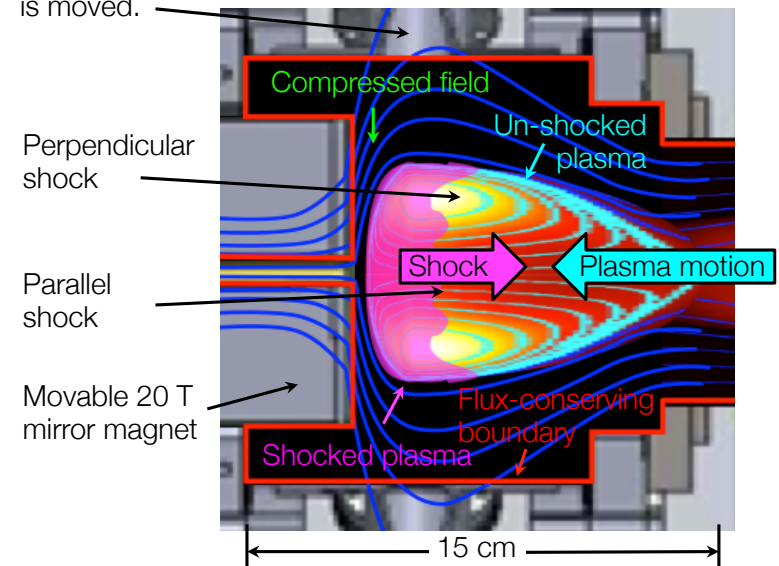 is moved.
Compressed field
Un-shocked
plasma
Perpendicular
shock
Shock
Plasma motion
Parallel
shock
Movable 20 T
mirror magnet
Flux-conserving
boundary
Shocked plasma
15 cm